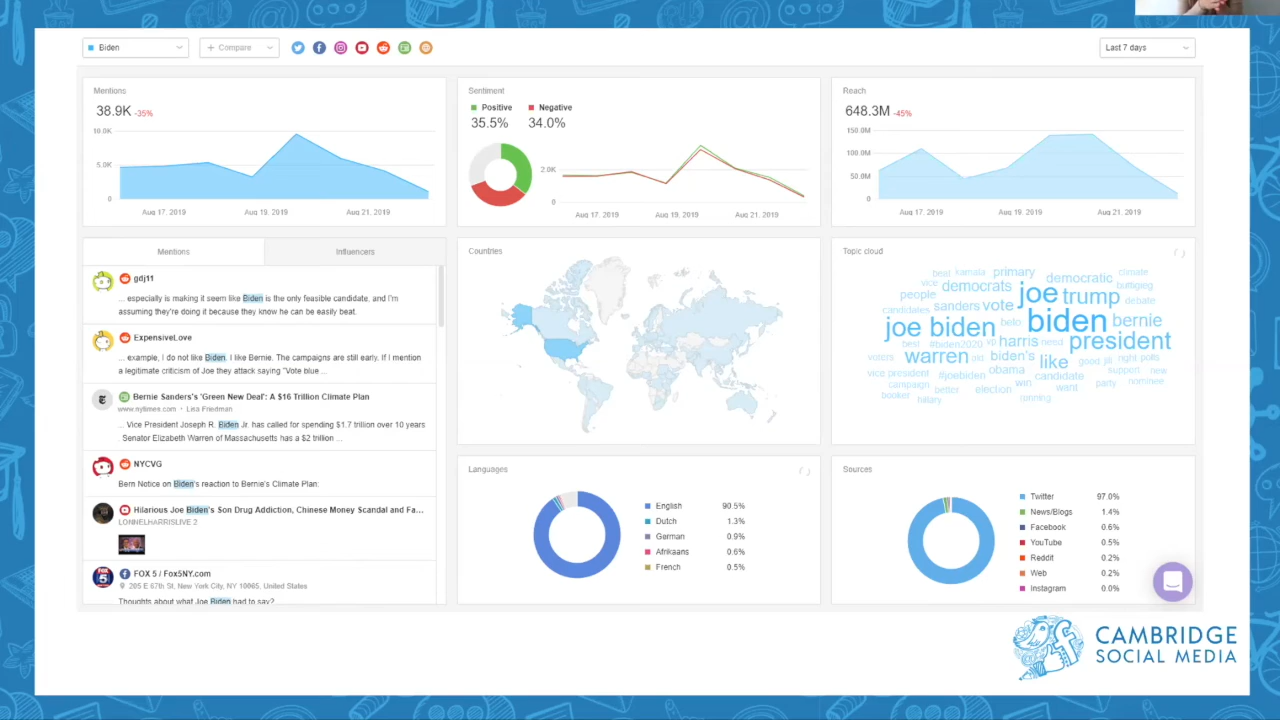 Biden
+ Compare
Last 7 days
Mentions
38.9K -35%
10.0K
5.0K
0
Aug 17, 2019
Aug 19, 2019
Aug 21, 2019
Sentiment
Positive
Negative
35.5%
34.0%
2.0K
0
Aug 17, 2019
Aug 19, 2019
Aug 21, 2019
Reach
648.3M -45%
150.0M
100.0M
50.0M
0
Aug 17, 2019
Aug 19, 2019
Aug 21, 2019
Mentions
Influencers
gdj11
... especially is making it seem like Biden is the only feasible candidate, and I'm
assuming they're doing it because they know he can be easily beat.
ExpensiveLove
... example, I do not like Biden, I like Bernie. The campaigns are still early. If I mention
a legitimate criticism of Joe they attack saying "Vote blue ...
Bernie Sanders's 'Green New Deal': A $16 Trillion Climate Plan
www.nytimes.com · Lisa Friedman
... Vice President Joseph R. Biden Jr. has called for spending $1.7 trillion over 10 years
. Senator Elizabeth Warren of Massachusetts has a $2 trillion ...
NYCVG
Bern Notice on Biden's reaction to Bernie's Climate Plan:
Hilarious Joe Biden's Son Drug Addiction, Chinese Money Scandal and Fa...
LONNELHARRISLIVE 2
FOX 5 / Fox5NY.com
205 E 67th St, New York City, NY 10065, United States
Thoughts about what Joe Biden had to say?
Countries
Topic cloud
beat kamala primary
democratic climate
vice democrats buttigieg
people joe trump debate
candidates sanders vote
joe biden beto biden bernie
best #biden2020 vp harris need president
voters warren old biden's like good jill right polls
vice president #joebiden obama candidate support new
campaign better election win want party nominee
booker hillary running
Languages
English 90.5%
Dutch 1.3%
German 0.9%
Afrikaans 0.6%
French 0.5%
Sources
Twitter 97.0%
News/Blogs 1.4%
Facebook 0.6%
YouTube 0.5%
Reddit 0.2%
Web 0.2%
Instagram 0.0%
CAMBRIDGE
SOCIAL MEDIA